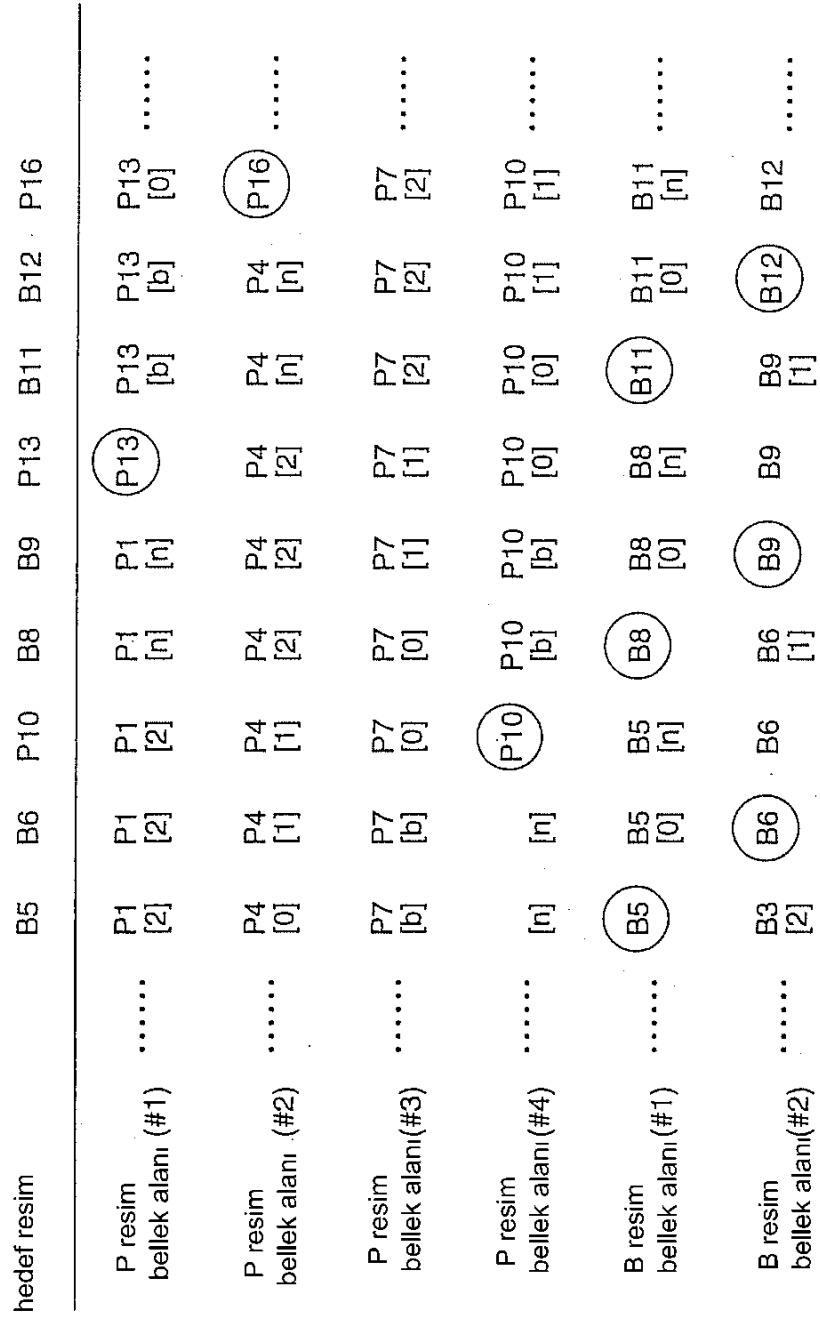 hedef resim B5 B6 P10 B8 B9 P13 B11 B12 P16
P resim P1 P1 P1 P1 P1 P13 P13 P13 P13
bellek alanı (#1) ...... [2] [2] [2] [n] [n] [b] [b] [0] ......
P resim P4 P4 P4 P4 P4 P4 P4 P4 P16
bellek alanı (#2) ...... [0] [1] [1] [2] [2] [2] [n] [n] ......
P resim P7 P7 P7 P7 P7 P7 P7 P7 P7
bellek alanı(#3) ...... [b] [b] [0] [0] [1] [1] [2] [2] [2] ......
P resim P10 P10 P10 P10 P10 P10 P10
bellek alanı(#4) ...... [n] [n] [b] [b] [0] [0] [1] [1] ......
B resim B5 B5 B5 B8 B8 B8 B11 B11 B11
bellek alanı(#1) ...... [0] [n] [0] [n] [0] [n] ......
B resim B3 B6 B6 B6 B9 B9 B9 B12 B12
bellek alanı(#2) ...... [2] [1] [1] ......